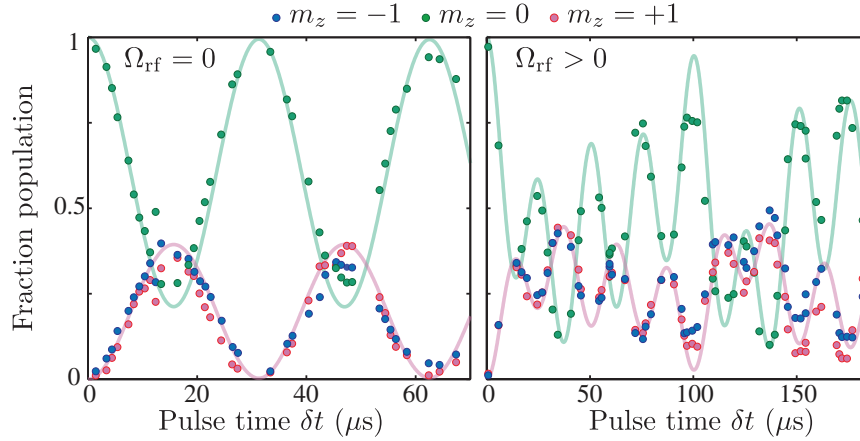 m_z = −1 m_z = 0 m_z = +1
Ω_rf = 0
Ω_rf > 0
1
0.5
0
Fraction population
0 20 40 60
0 50 100 150
Pulse time δt (μs)
Pulse time δt (μs)